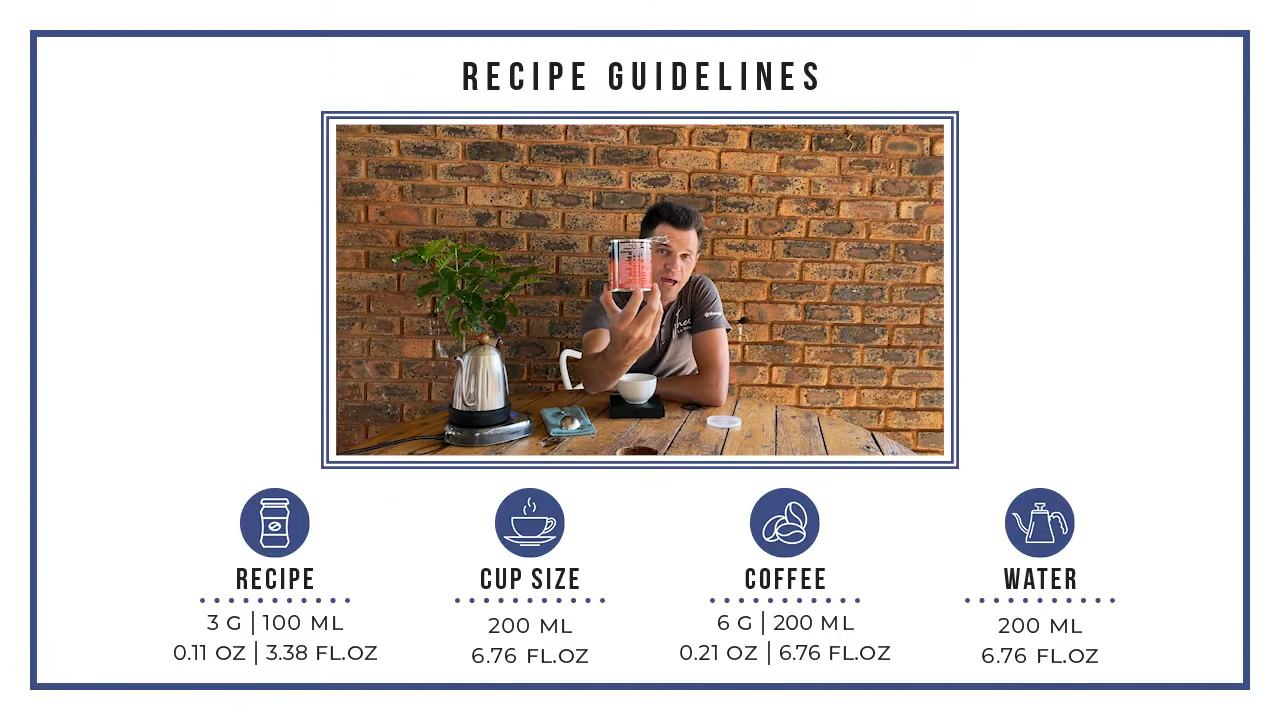 RECIPE GUIDELINES
RECIPE
3 G | 100 ML
0.11 OZ | 3.38 FL.OZ
CUP SIZE
200 ML
6.76 FL.OZ
COFFEE
6 G | 200 ML
0.21 OZ | 6.76 FL.OZ
WATER
200 ML
6.76 FL.OZ